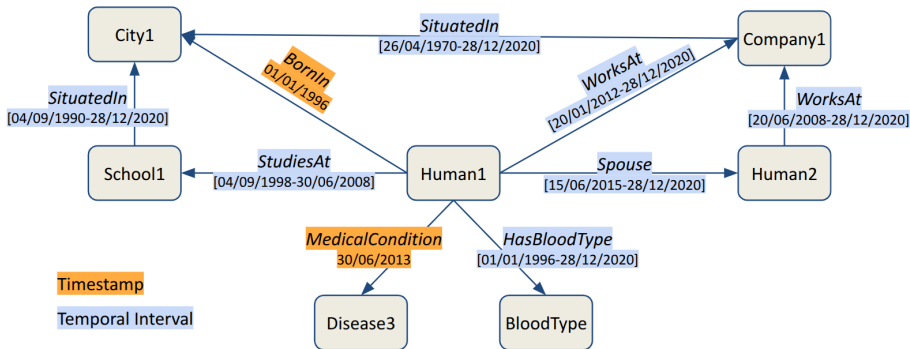 City1
SituatedIn
[26/04/1970-28/12/2020]
Company1
BornIn
01/01/1996
WorksAt
[20/01/2012-28/12/2020]
SituatedIn
[04/09/1990-28/12/2020]
WorksAt
[20/06/2008-28/12/2020]
School1
StudiesAt
[04/09/1998-30/06/2008]
Human1
Spouse
[15/06/2015-28/12/2020]
Human2
MedicalCondition
30/06/2013
HasBloodType
[01/01/1996-28/12/2020]
Timestamp
Temporal Interval
Disease3
BloodType